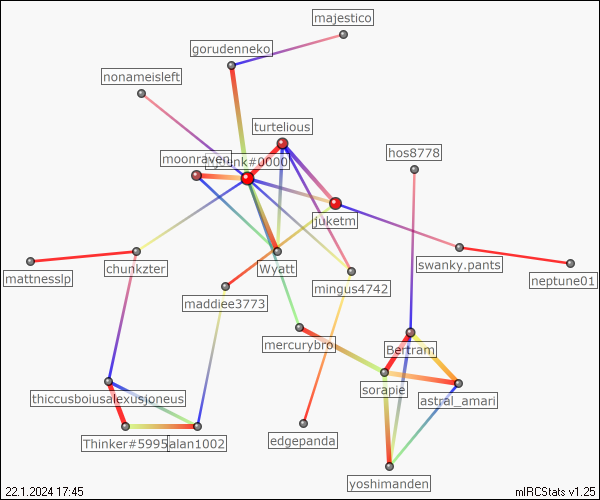 majestico
gorudenneko
nonameisleft
turtelious
hos8778
moonraven
#0000
juketm
mattnesslp
chunkzter
Wyatt
swanky.pants
neptune01
maddiee3773
mingus4742
mercurybro
Bertram
sorapie
astral_amari
thiccusboiusalexusjoneus
Thinker#5995
alan1002
edgepanda
yoshimanden
22.1.2024 17:45
mIRCStats v1.25